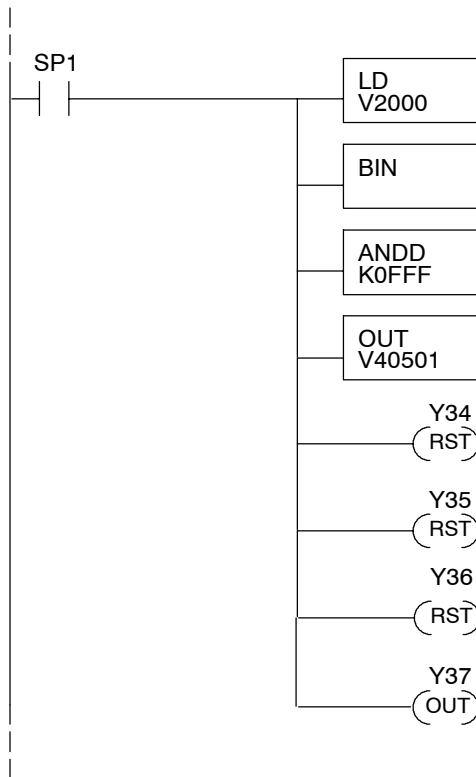 SP1
LD
V2000
BIN
ANDD
K0FFF
OUT
V40501
Y34
RST
Y35
RST
Y36
RST
Y37
OUT